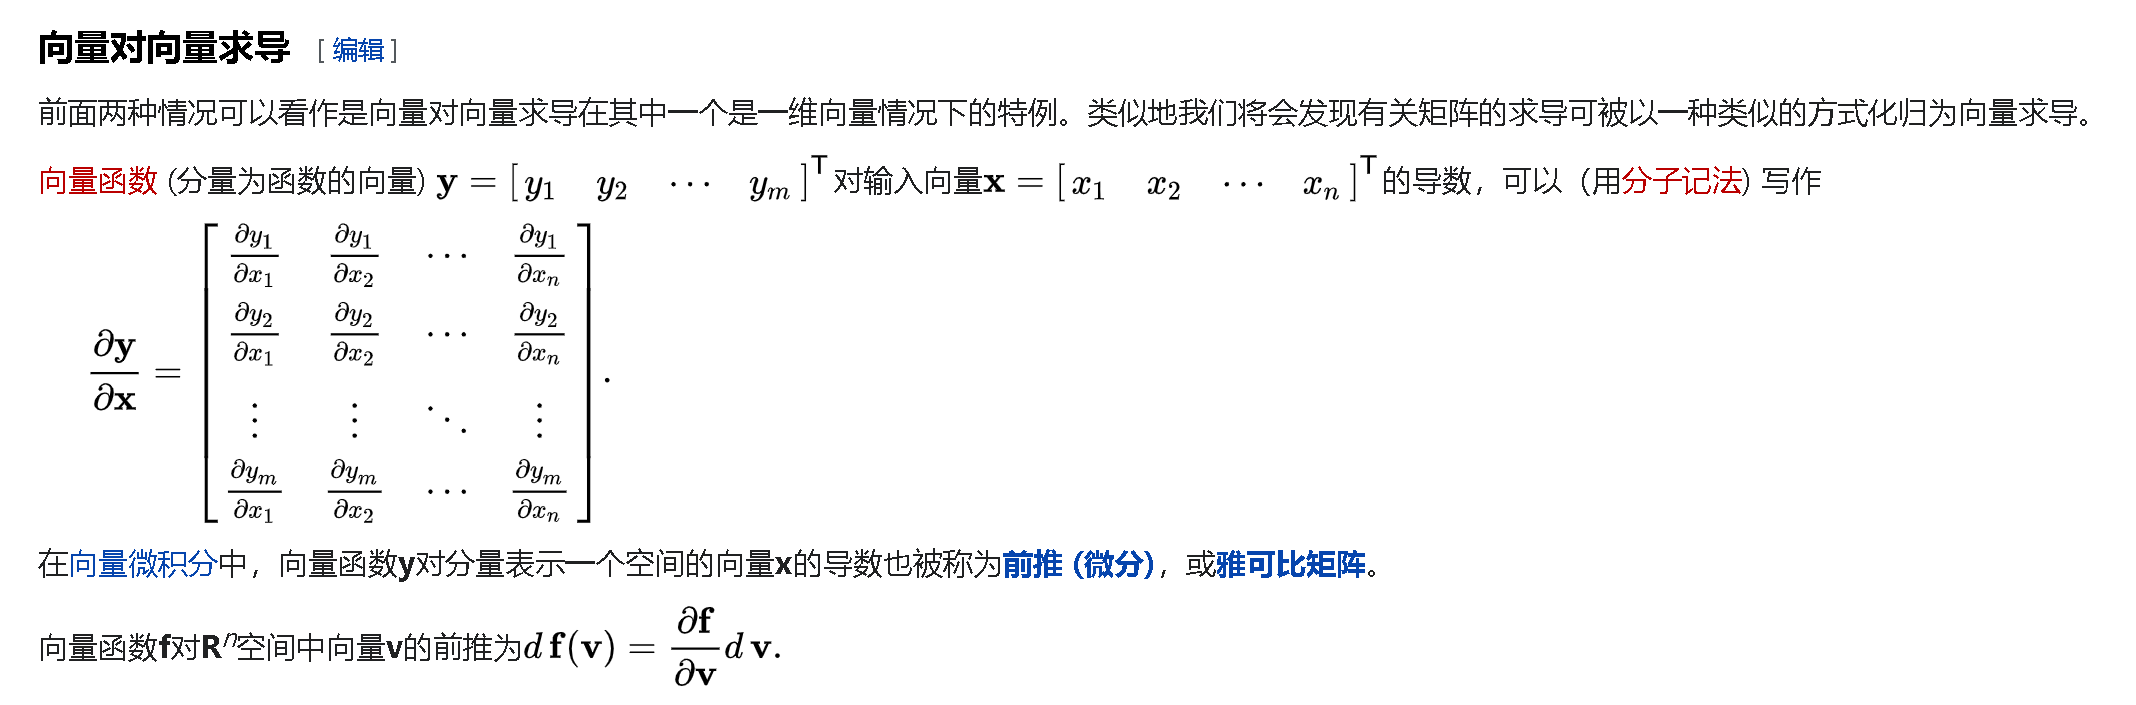 向量对向量求导 [ 编辑 ]
前面两种情况可以看作是向量对向量求导在其中一个是一维向量情况下的特例。类似地我们将会发现有关矩阵的求导可被以一种类似的方式化归为向量求导。
向量函数 (分量为函数的向量) $\mathbf{y} = \begin{bmatrix} y_1 & y_2 & \cdots & y_m \end{bmatrix}^{\mathsf{T}}$ 对输入向量$\mathbf{x} = \begin{bmatrix} x_1 & x_2 & \cdots & x_n \end{bmatrix}^{\mathsf{T}}$ 的导数，可以（用分子记法) 写作
$\frac{\partial \mathbf{y}}{\partial \mathbf{x}} = \begin{bmatrix} \frac{\partial y_1}{\partial x_1} & \frac{\partial y_1}{\partial x_2} & \cdots & \frac{\partial y_1}{\partial x_n} \\ \frac{\partial y_2}{\partial x_1} & \frac{\partial y_2}{\partial x_2} & \cdots & \frac{\partial y_2}{\partial x_n} \\ \vdots & \vdots & \ddots & \vdots \\ \frac{\partial y_m}{\partial x_1} & \frac{\partial y_m}{\partial x_2} & \cdots & \frac{\partial y_m}{\partial x_n} \end{bmatrix}.$
在向量微积分中，向量函数y对分量表示一个空间的向量x的导数也被称为前推 (微分)，或雅可比矩阵。
向量函数f对$\mathbf{R}^n$空间中向量v的前推为$d\,\mathbf{f}(\mathbf{v}) = \frac{\partial \mathbf{f}}{\partial \mathbf{v}} d\,\mathbf{v}.$